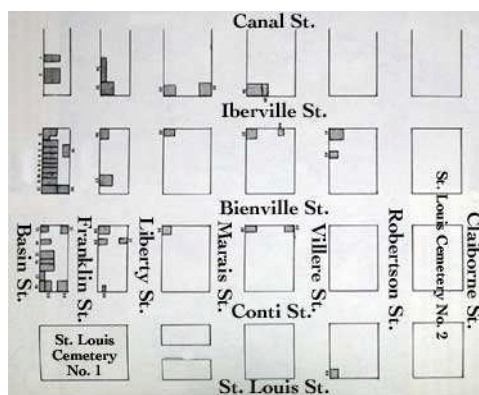 Canal St.
Iberville St.
Bienville St.
Basin St.
Franklin St.
Liberty St.
Marais St.
Villere St.
Robertson St.
St. Louis Cemetery No. 2
Claiborne St.
Conti St.
St. Louis
Cemetery
No. 1
St. Louis St.